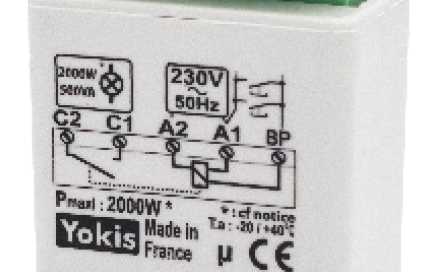 2000W
500VA
230V
~
50Hz
C2 C1 A2 A1 BP
Pmaxi : 2000W *
* : cf notice
Ta : -20 / +40°C
Yokis
Made in
France
µ CE